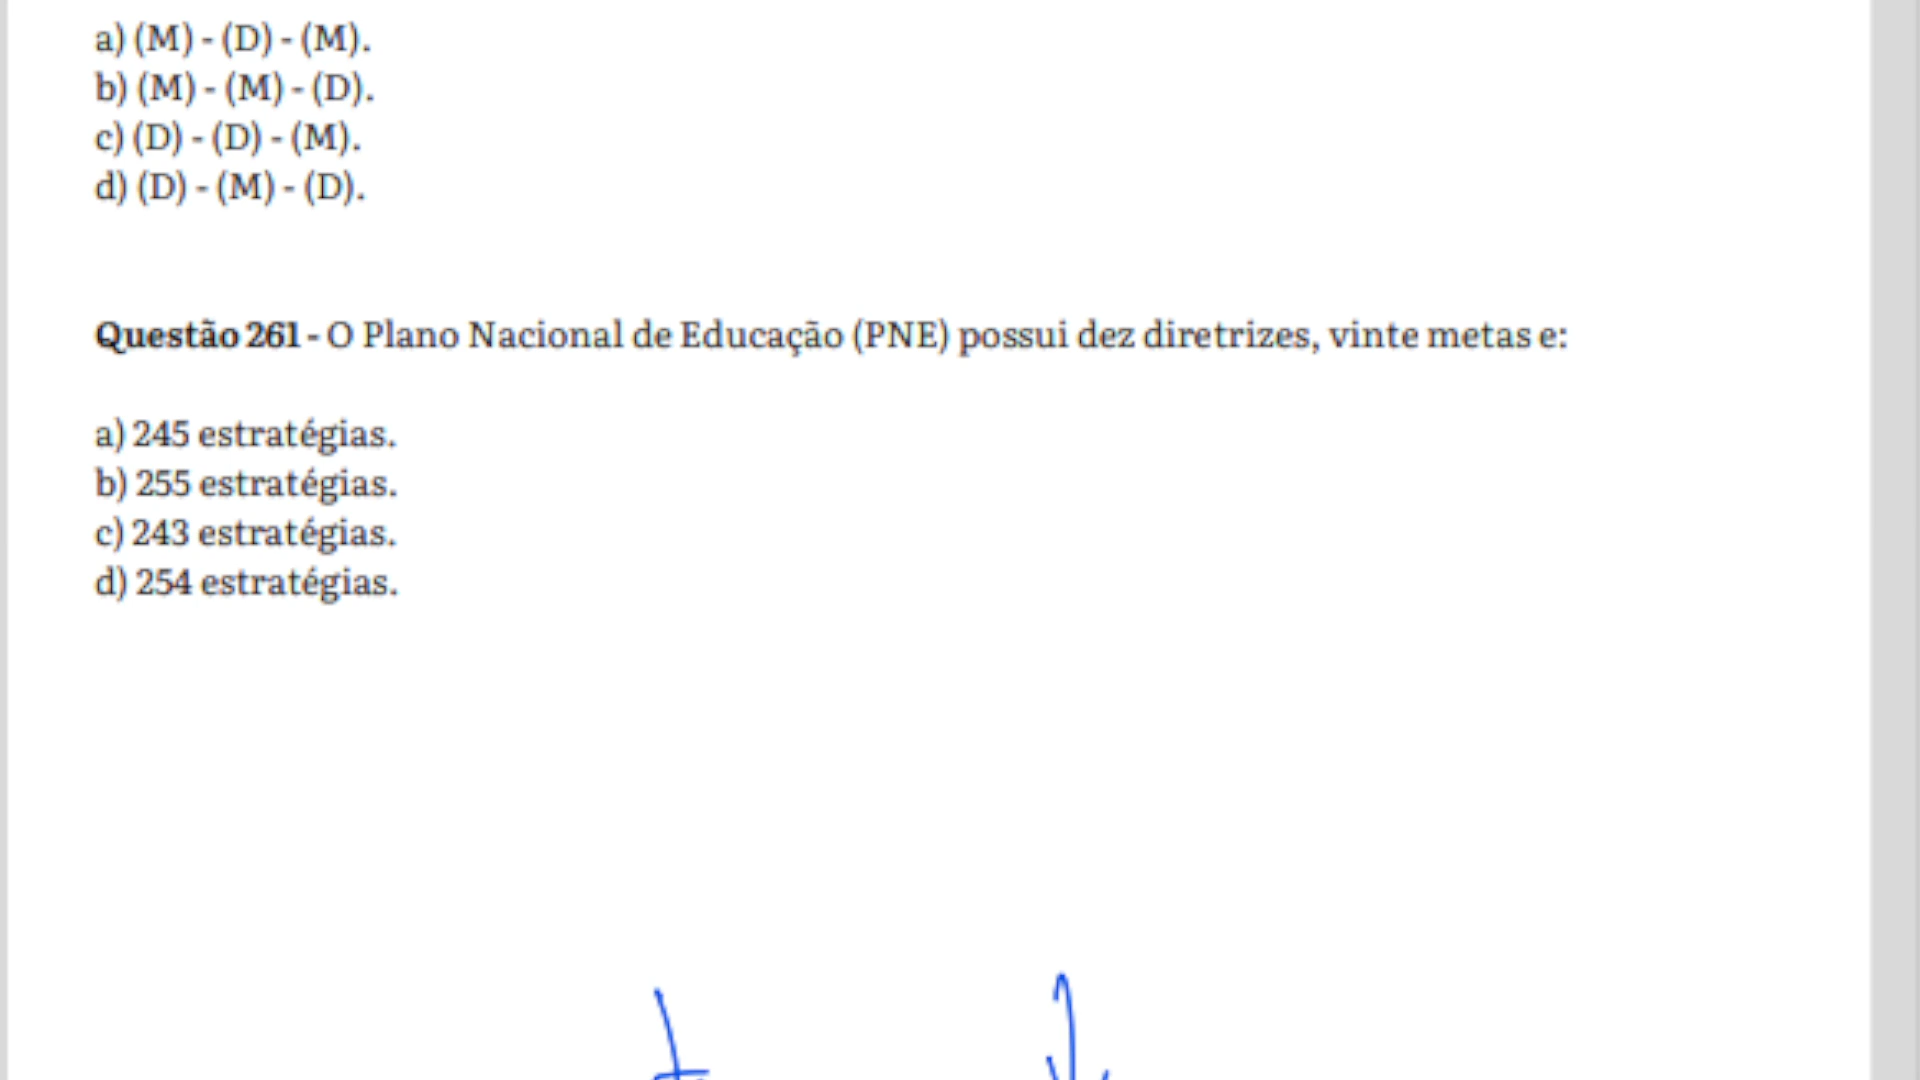 a) (M) - (D) - (M).
b) (M) - (M) - (D).
c) (D) - (D) - (M).
d) (D) - (M) - (D).
Questão 261 - O Plano Nacional de Educação (PNE) possui dez diretrizes, vinte metas e:
a) 245 estratégias.
b) 255 estratégias.
c) 243 estratégias.
d) 254 estratégias.